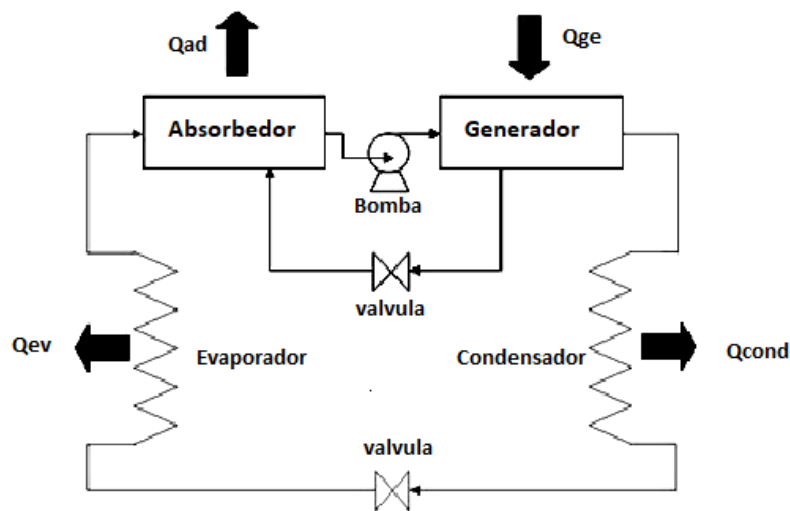 Qad
Qge
Absorbedor
Generador
Bomba
valvula
Qev
Evaporador
Condensador
Qcond
valvula